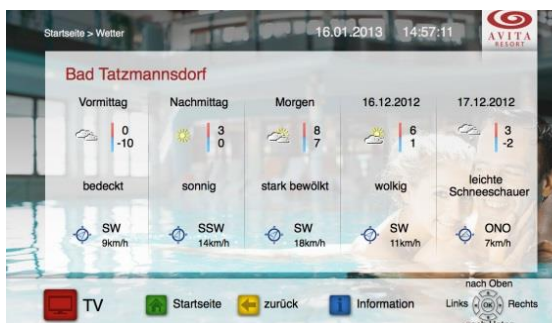 Startseite > Wetter
16.01.2013 14:57:11
AVITA
RESORT
Bad Tatzmannsdorf
Vormittag Nachmittag Morgen 16.12.2012 17.12.2012
0 3 8 6 3
-10 0 7 1 -2
bedeckt sonnig stark bewölkt wolkig leichte
Schneeschauer
SW SSW SW SW ONO
9km/h 14km/h 18km/h 11km/h 7km/h
nach Oben
TV Startseite zurück Information Links OK Rechts